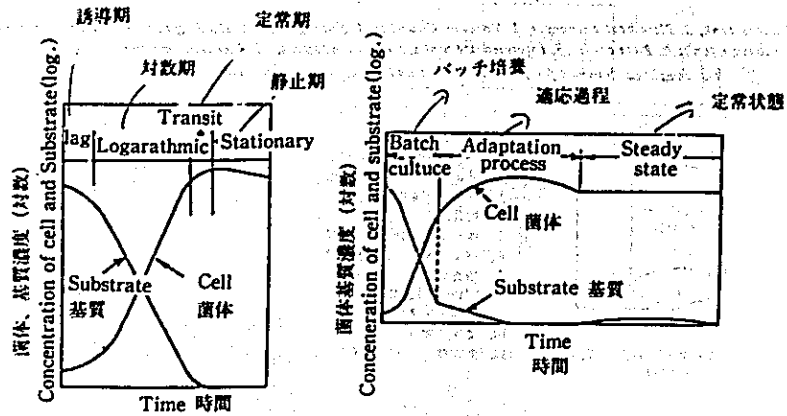 誘導期
定常期
対数期
静止期
Transit
lag
Logarathmic
Stationary
菌体、基質濃度(対数)
Concentration of cell and Substrate(log.)
Substrate
基質
Cell
菌体
Time 時間
バッチ培養
適応過程
定常状態
Batch
cultuce
Adaptation
process
Steady
state
菌体基質濃度(対数)
Conceneration of cell and substrate(log.)
Cell
菌体
Substrate 基質
Time
時間